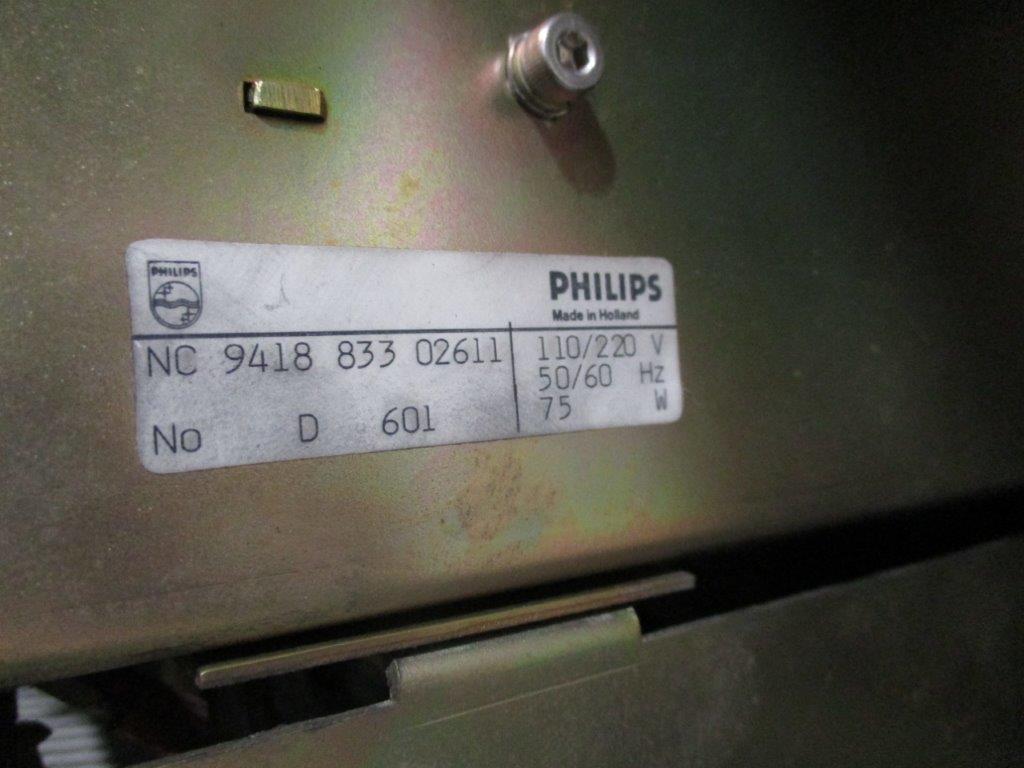 PHILIPS
PHILIPS
Made in Holland
NC 9418 833 02611
110/220 V
50/60 Hz
75 W
No D 601